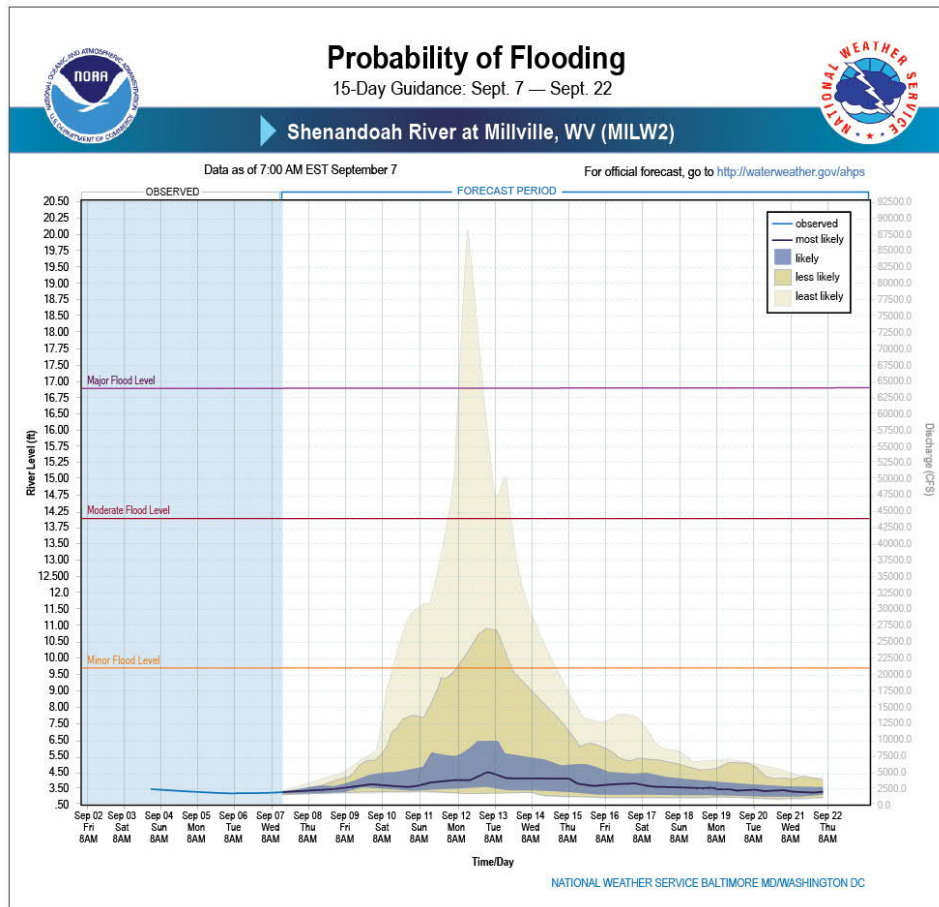 Probability of Flooding
15-Day Guidance: Sept. 7 — Sept. 22
NATIONAL OCEANIC AND ATMOSPHERIC ADMINISTRATION
NOAA
U.S. DEPARTMENT OF COMMERCE
NATIONAL WEATHER SERVICE
Shenandoah River at Millville, WV (MILW2)
Data as of 7:00 AM EST September 7
For official forecast, go to http://waterweather.gov/ahps
OBSERVED
FORECAST PERIOD
observed
most likely
likely
less likely
least likely
River Level (ft)
20.50
20.25
20.00
19.75
19.50
19.00
18.75
18.50
18.00
17.75
17.50
17.00
16.75
16.50
16.00
15.75
15.25
15.00
14.75
14.25
13.75
13.50
13.00
12.500
12.0
11.50
11.00
10.50
10.00
9.50
9.00
8.00
7.50
6.50
5.50
4.50
3.50
.50
Major Flood Level
Moderate Flood Level
Minor Flood Level
92500.0
90000.0
87500.0
85000.0
82500.0
80000.0
77500.0
75000.0
72500.0
70000.0
67500.0
65000.0
62500.0
60000.0
57500.0
55000.0
52500.0
50000.0
47500.0
45000.0
42500.0
40000.0
37500.0
35000.0
32500.0
30000.0
27500.0
25000.0
22500.0
20000.0
17500.0
15000.0
12500.0
10000.0
7500.0
5000.0
2500.0
0.0
Discharge (CFS)
Sep 02 Sep 03 Sep 04 Sep 05 Sep 06 Sep 07 Sep 08 Sep 09 Sep 10 Sep 11 Sep 12 Sep 13 Sep 14 Sep 15 Sep 16 Sep 17 Sep 18 Sep 19 Sep 20 Sep 21 Sep 22
Fri Sat Sun Mon Tue Wed Thu Fri Sat Sun Mon Tue Wed Thu Fri Sat Sun Mon Tue Wed Thu
8AM 8AM 8AM 8AM 8AM 8AM 8AM 8AM 8AM 8AM 8AM 8AM 8AM 8AM 8AM 8AM 8AM 8AM 8AM 8AM 8AM
Time/Day
NATIONAL WEATHER SERVICE BALTIMORE MD/WASHINGTON DC